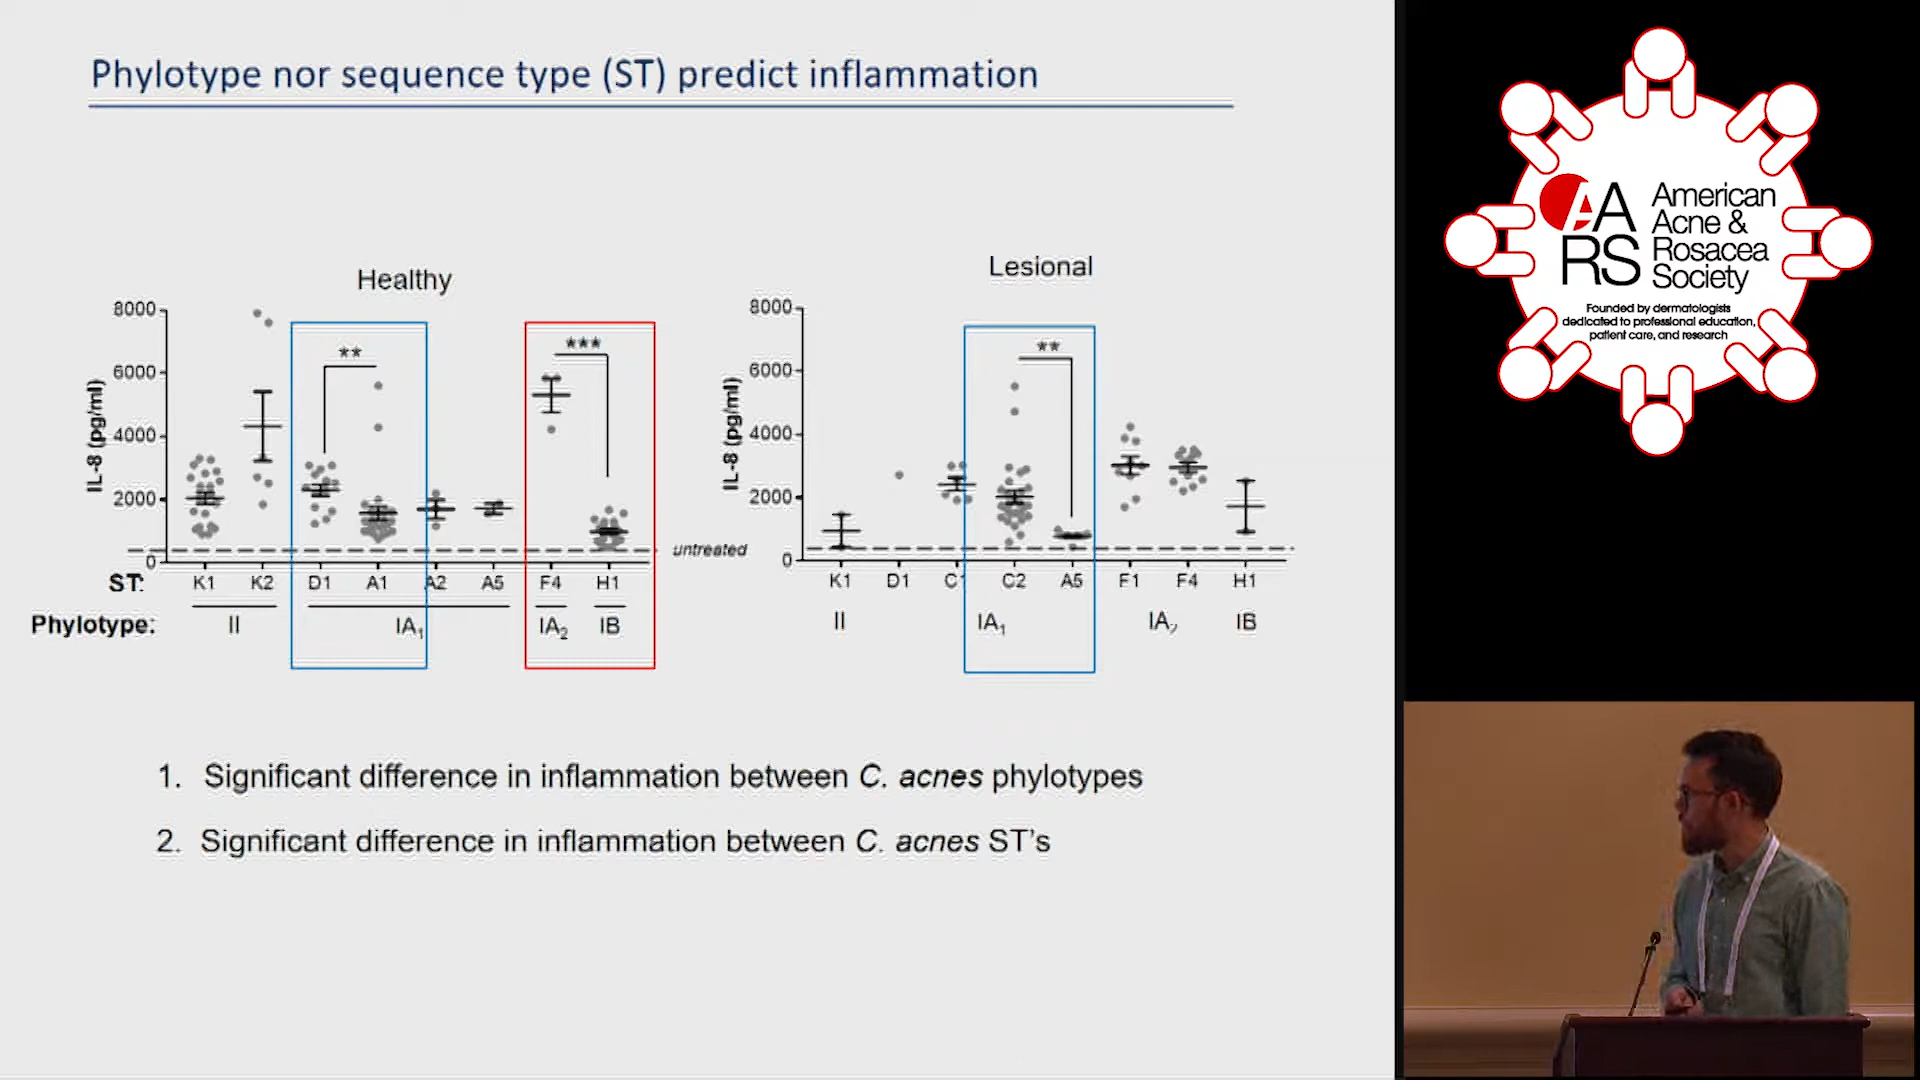 Phylotype nor sequence type (ST) predict inflammation
Healthy
8000
6000
4000
2000
0
IL-8 (pg/ml)
**
***
untreated
ST:
K1 K2 D1 A1 A2 A5 F4 H1
Phylotype:
II IA1 IA2 IB
Lesional
8000
6000
4000
2000
0
IL-8 (pg/ml)
**
K1 D1 C1 C2 A5 F1 F4 H1
II IA1 IA2 IB
1. Significant difference in inflammation between C. acnes phylotypes
2. Significant difference in inflammation between C. acnes ST's
AA
RS
American
Acne &
Rosacea
Society
Founded by dermatologists
dedicated to professional education,
patient care, and research